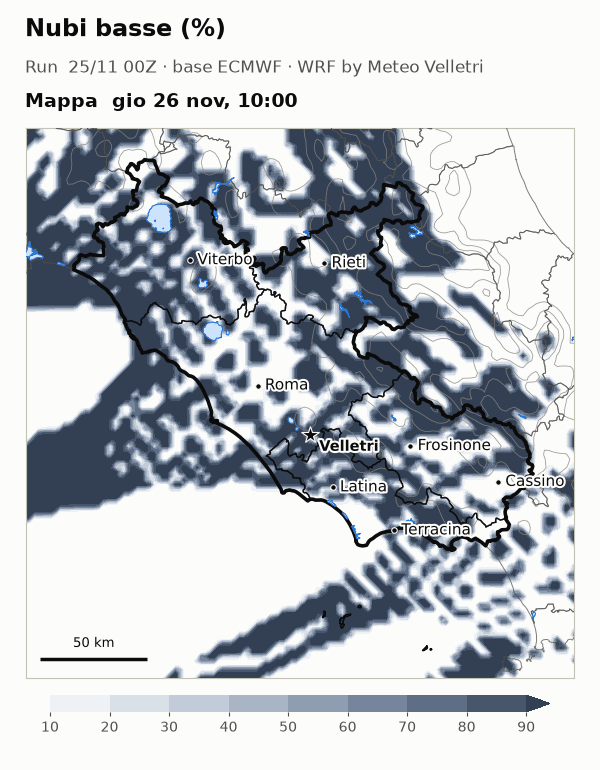 Nubi basse (%)
Run 25/11 00Z · base ECMWF · WRF by Meteo Velletri
Mappa gio 26 nov, 10:00
Viterbo
Rieti
Roma
Velletri
Frosinone
Latina
Cassino
Terracina
50 km
10 20 30 40 50 60 70 80 90